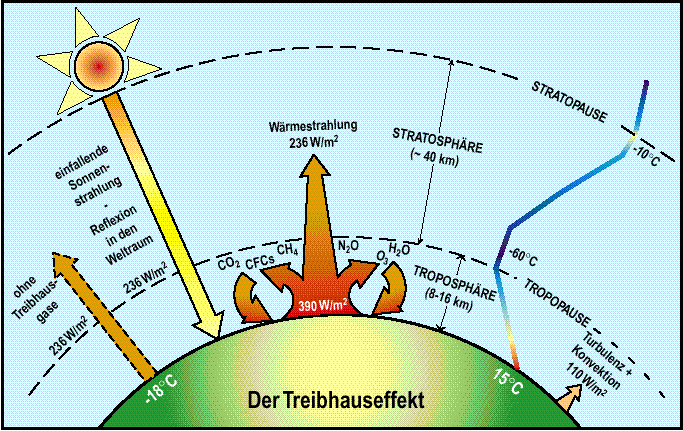 STRATOPAUSE
-10°C
Wärmestrahlung
236 W/m²
STRATOSPHÄRE
(~ 40 km)
einfallende
Sonnen-
strahlung
-
Reflexion
in den
Weltraum
236 W/m²
ohne
Treibhaus-
gase
236 W/m²
-18°C
CO₂
CFCs
CH₄
N₂O
O₃
H₂O
390 W/m²
TROPOSPHÄRE
(8-16 km)
-60°C
TROPOPAUSE
15°C
Turbulenz +
Konvektion
110 W/m²
Der Treibhauseffekt